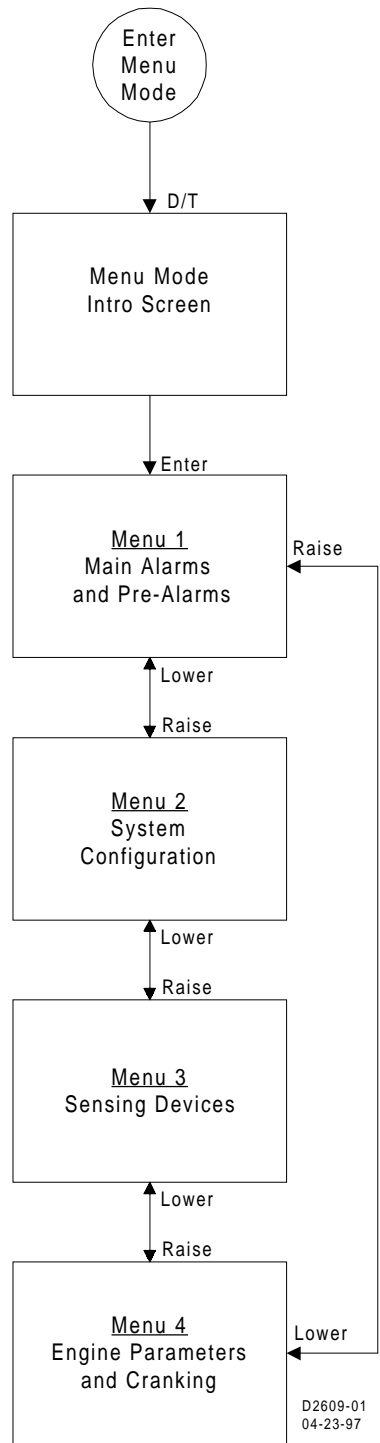 Enter
Menu
Mode
D/T
Menu Mode
Intro Screen
Enter
Menu 1
Main Alarms
and Pre-Alarms
Raise
Lower
Raise
Menu 2
System
Configuration
Lower
Raise
Menu 3
Sensing Devices
Lower
Raise
Menu 4
Engine Parameters
and Cranking
Lower
D2609-01
04-23-97